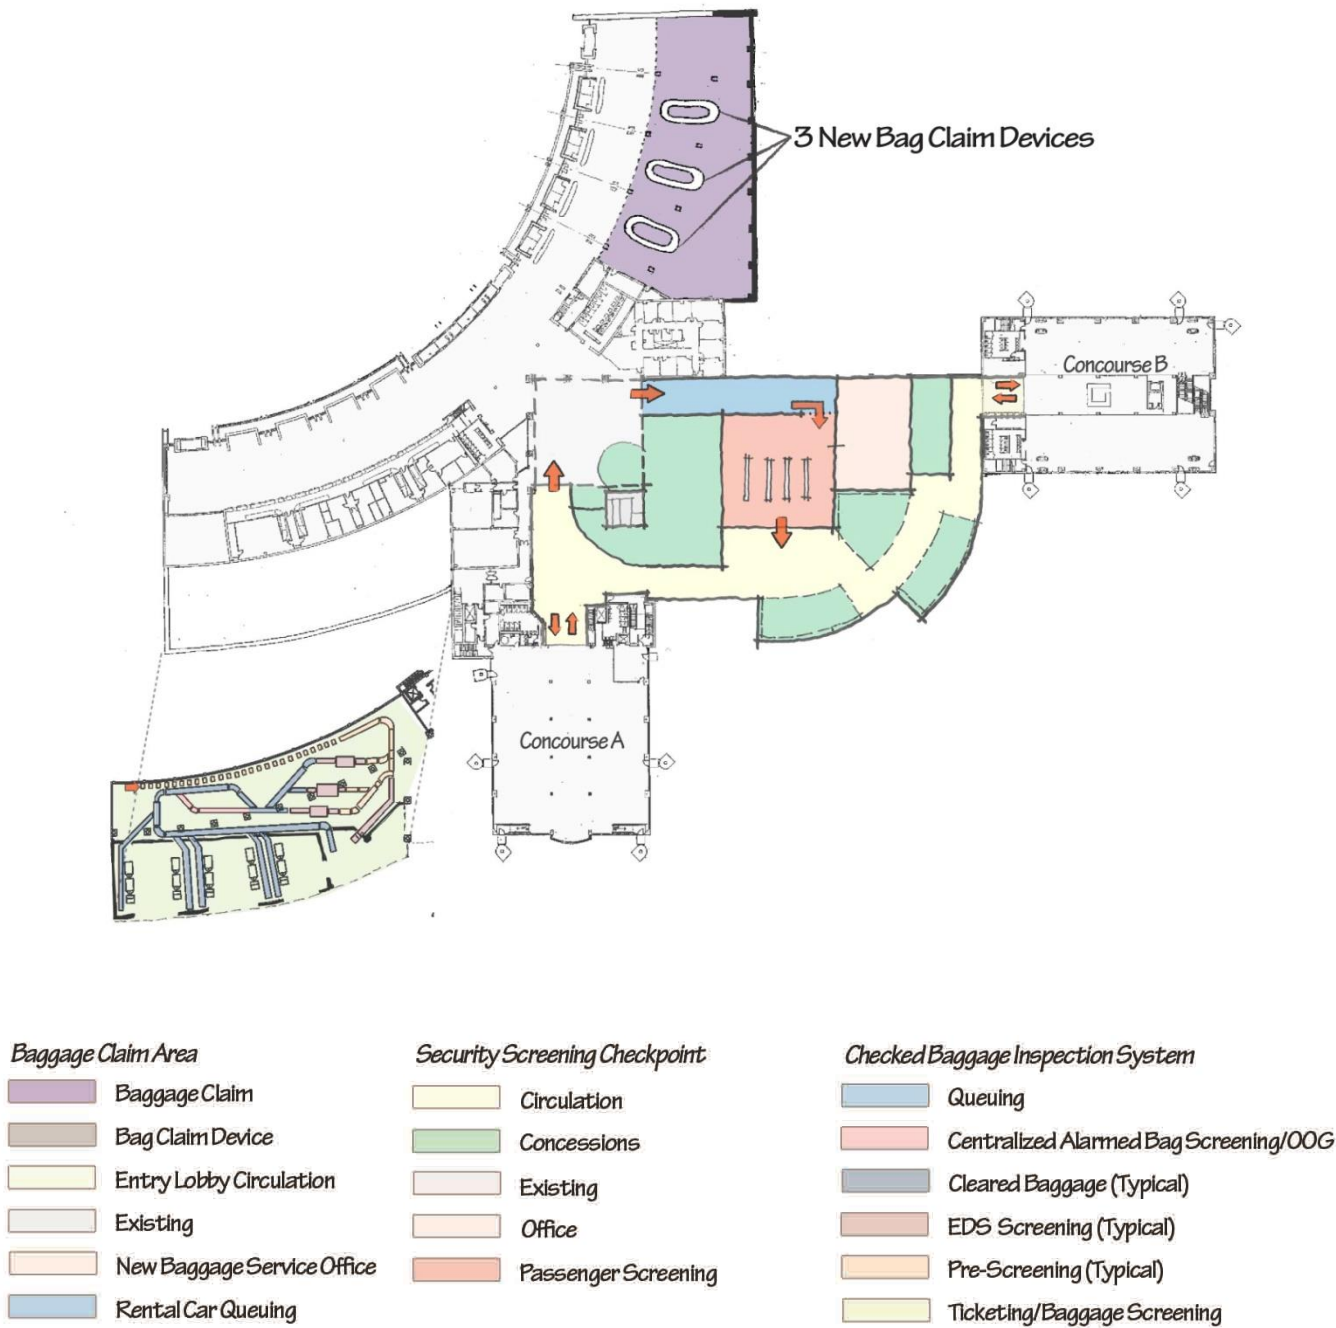 3 New Bag Claim Devices
Concourse B
Concourse A
Baggage Claim Area
Baggage Claim
Bag Claim Device
Entry Lobby Circulation
Existing
New Baggage Service Office
Rental Car Queuing
Security Screening Checkpoint
Circulation
Concessions
Existing
Office
Passenger Screening
Checked Baggage Inspection System
Queuing
Centralized Alarmed Bag Screening/OOG
Cleared Baggage (Typical)
EDS Screening (Typical)
Pre-Screening (Typical)
Ticketing/Baggage Screening